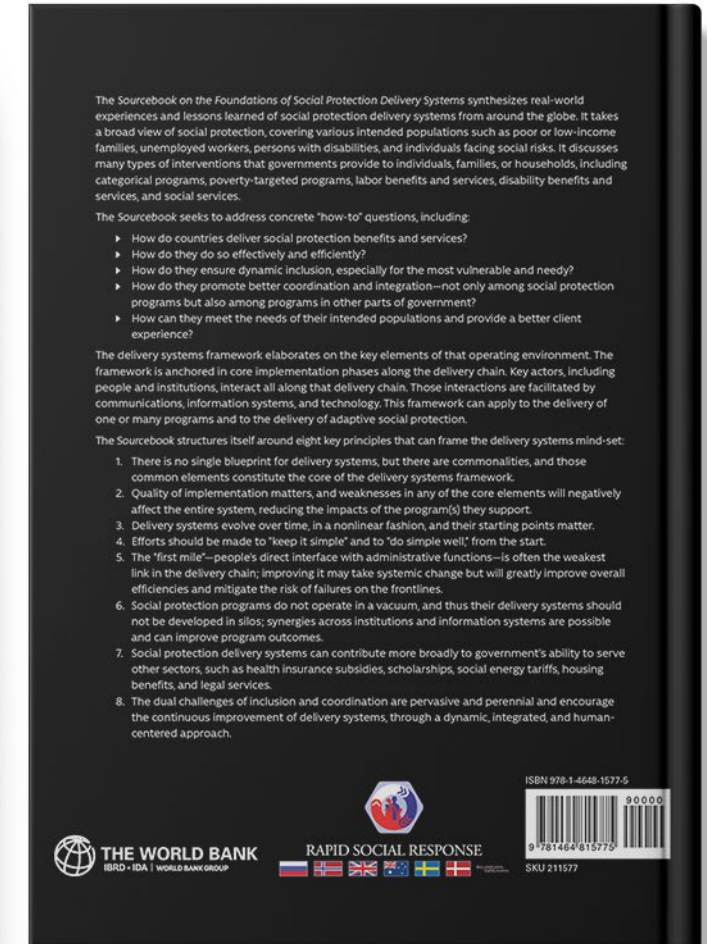 The Sourcebook on the Foundations of Social Protection Delivery Systems synthesizes real-world
experiences and lessons learned of social protection delivery systems from around the globe. It takes
a broad view of social protection, covering various intended populations such as poor or low-income
families, unemployed workers, persons with disabilities, and individuals facing social risks. It discusses
many types of interventions that governments provide to individuals, families, or households, including
categorical programs, poverty-targeted programs, labor benefits and services, disability benefits and
services, and social services.
The Sourcebook seeks to address concrete "how-to" questions, including:
▸ How do countries deliver social protection benefits and services?
▸ How do they do so effectively and efficiently?
▸ How do they ensure dynamic inclusion, especially for the most vulnerable and needy?
▸ How do they promote better coordination and integration—not only among social protection
programs but also among programs in other parts of government?
▸ How can they meet the needs of their intended populations and provide a better client
experience?
The delivery systems framework elaborates on the key elements of that operating environment. The
framework is anchored in core implementation phases along the delivery chain. Key actors, including
people and institutions, interact all along that delivery chain. Those interactions are facilitated by
communications, information systems, and technology. This framework can apply to the delivery of
one or many programs and to the delivery of adaptive social protection.
The Sourcebook structures itself around eight key principles that can frame the delivery systems mind-set:
1. There is no single blueprint for delivery systems, but there are commonalities, and those
common elements constitute the core of the delivery systems framework.
2. Quality of implementation matters, and weaknesses in any of the core elements will negatively
affect the entire system, reducing the impacts of the program(s) they support.
3. Delivery systems evolve over time, in a nonlinear fashion, and their starting points matter.
4. Efforts should be made to "keep it simple" and to "do simple well," from the start.
5. The "first mile"—people's direct interface with administrative functions—is often the weakest
link in the delivery chain; improving it may take systemic change but will greatly improve overall
efficiencies and mitigate the risk of failures on the frontlines.
6. Social protection programs do not operate in a vacuum, and thus their delivery systems should
not be developed in silos; synergies across institutions and information systems are possible
and can improve program outcomes.
7. Social protection delivery systems can contribute more broadly to government's ability to serve
other sectors, such as health insurance subsidies, scholarships, social energy tariffs, housing
benefits, and legal services.
8. The dual challenges of inclusion and coordination are pervasive and perennial and encourage
the continuous improvement of delivery systems, through a dynamic, integrated, and human-
centered approach.
ISBN 978-1-4648-1577-5
90000
9 781464 815775
SKU 211577
THE WORLD BANK
IBRD • IDA | WORLD BANK GROUP
RAPID SOCIAL RESPONSE